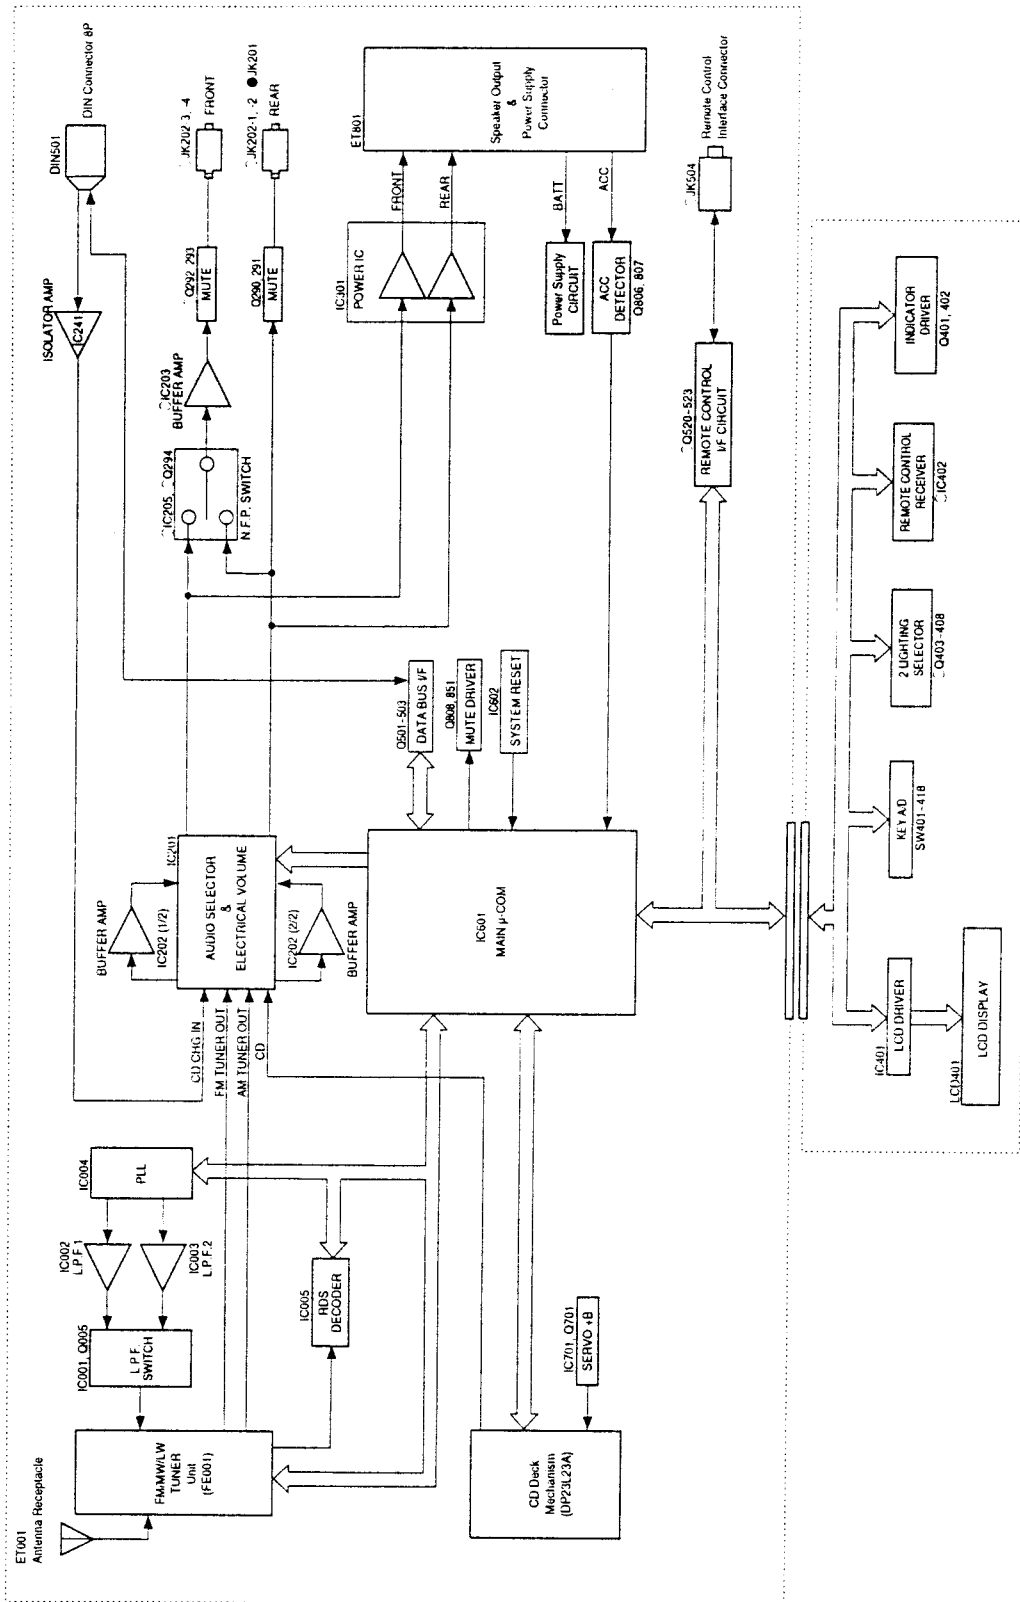 ET001
Antenna Receptacle
FM/MW/LW
TUNER
Unit
(FE001)
IC001, Q005
L.P.F.
SWITCH
IC002
L.P.F.1
IC003
L.P.F.2
IC004
PLL
IC005
RDS
DECODER
CD Deck
Mechanism
(DP23L23A)
IC701, Q701
SERVO +B
CD CHG IN
FM TUNER OUT
AM TUNER OUT
CD
BUFFER AMP
IC202 (1/2)
IC201
AUDIO SELECTOR
&
ELECTRICAL VOLUME
IC202 (2/2)
BUFFER AMP
IC601
MAIN µ-COM
Q501-503
DATA BUS I/F
Q808, 851
MUTE DRIVER
IC602
SYSTEM RESET
ISOLATOR AMP
IC241
DIN501
DIN Connector 8P
IC205, Q294
N.F.P. SWITCH
IC203
BUFFER AMP
Q292, 293
MUTE
Q290, 291
MUTE
JK202-3, -4
FRONT
JK202-1, -2 ●JK201
REAR
IC301
POWER IC
FRONT
REAR
ET801
Speaker Output
&
Power Supply
Connector
BATT
ACC
Power Supply
CIRCUIT
ACC
DETECTOR
Q806, 807
Q520-523
REMOTE CONTROL
I/F CIRCUIT
JK504
Remote Control
Interface Connector
IC401
LCD DRIVER
LCD401
LCD DISPLAY
KEY A/D
SW401-418
2 LIGHTING
SELECTOR
Q403-408
REMOTE CONTROL
RECEIVER
IC402
INDICATOR
DRIVER
Q401, 402